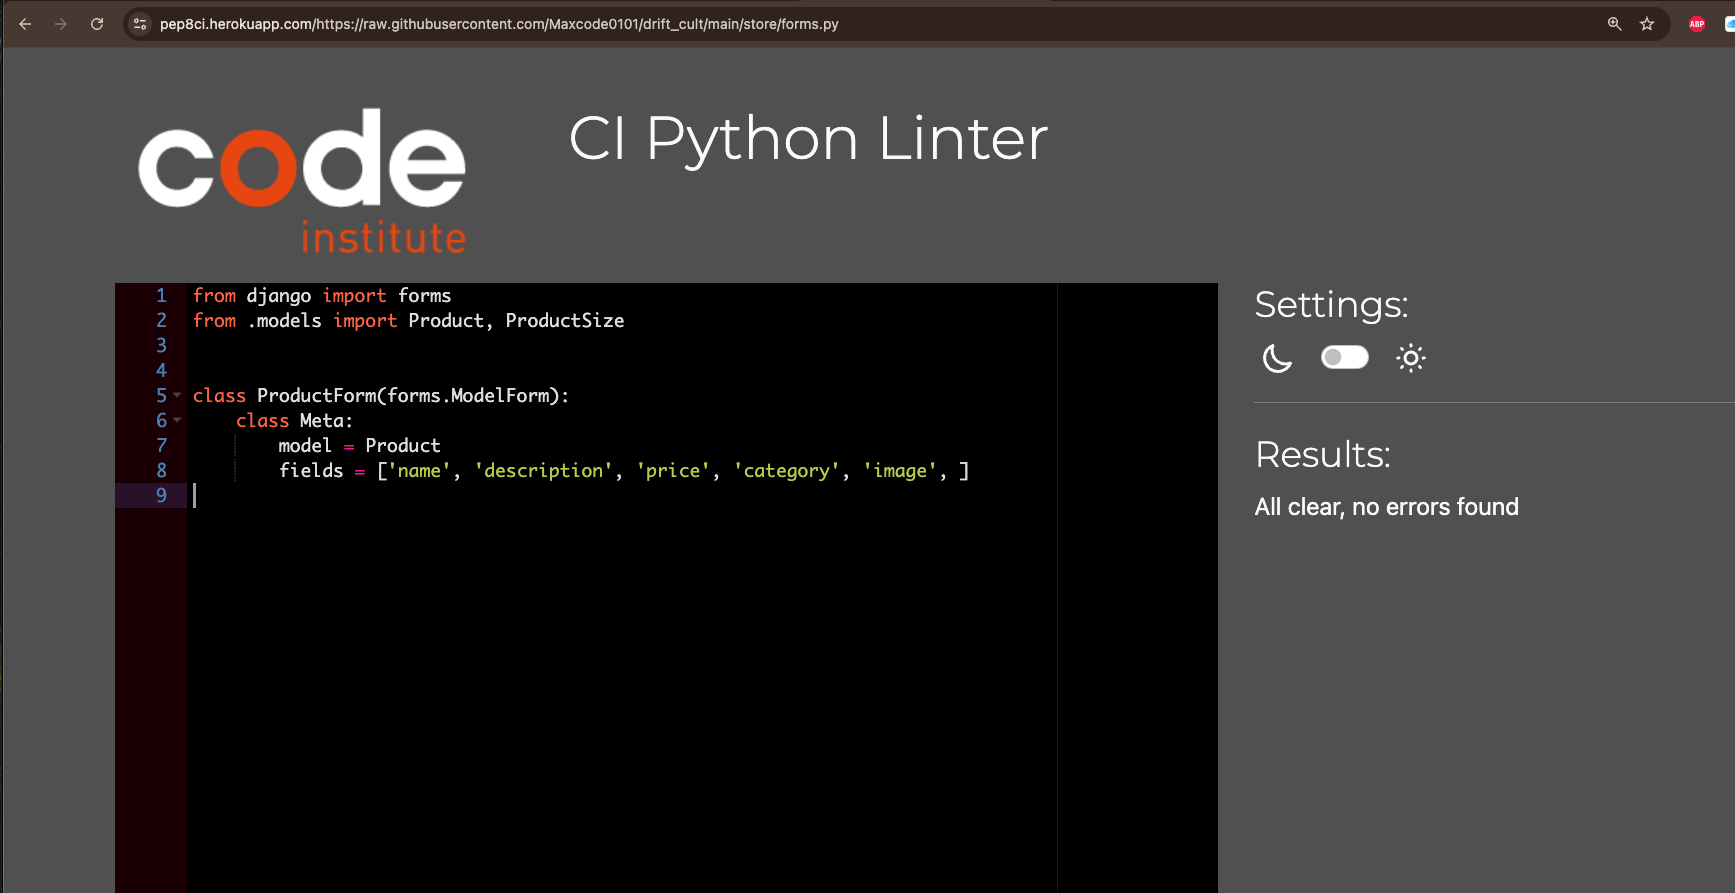 pep8ci.herokuapp.com/https://raw.githubusercontent.com/Maxcode0101/drift_cult/main/store/forms.py
ABP
code
institute
CI Python Linter
1 from django import forms
2 from .models import Product, ProductSize
3
4
5 class ProductForm(forms.ModelForm):
6     class Meta:
7         model = Product
8         fields = ['name', 'description', 'price', 'category', 'image', ]
9
Settings:
Results:
All clear, no errors found